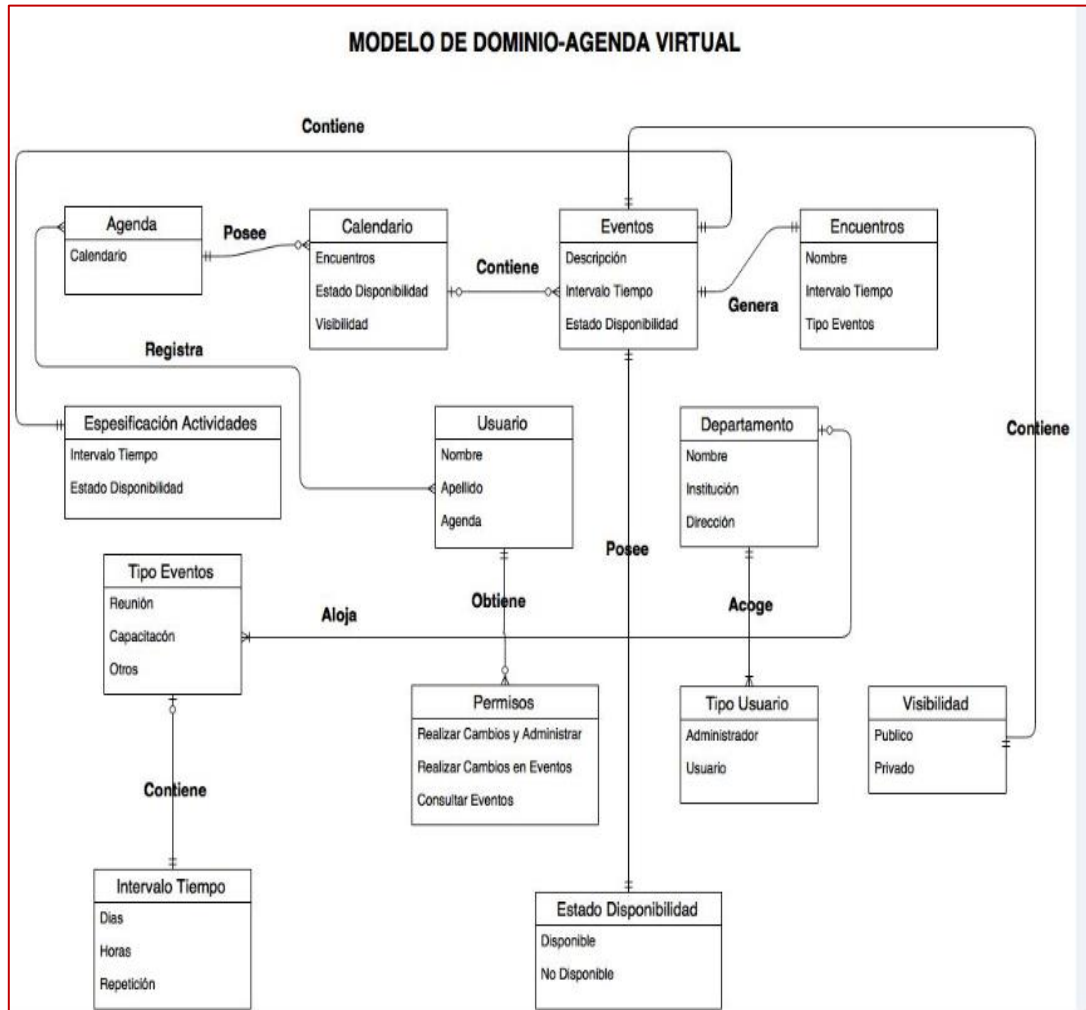 MODELO DE DOMINIO-AGENDA VIRTUAL
Contiene
Agenda
Calendario
Posee
Calendario
Encuentros
Estado Disponibilidad
Visibilidad
Contiene
Eventos
Descripción
Intervalo Tiempo
Estado Disponibilidad
Genera
Encuentros
Nombre
Intervalo Tiempo
Tipo Eventos
Registra
Espesificación Actividades
Intervalo Tiempo
Estado Disponibilidad
Usuario
Nombre
Apellido
Agenda
Departamento
Nombre
Institución
Dirección
Contiene
Tipo Eventos
Reunión
Capacitacón
Otros
Aloja
Obtiene
Posee
Acoge
Permisos
Realizar Cambios y Administrar
Realizar Cambios en Eventos
Consultar Eventos
Tipo Usuario
Administrador
Usuario
Visibilidad
Publico
Privado
Contiene
Intervalo Tiempo
Dias
Horas
Repetición
Estado Disponibilidad
Disponible
No Disponible